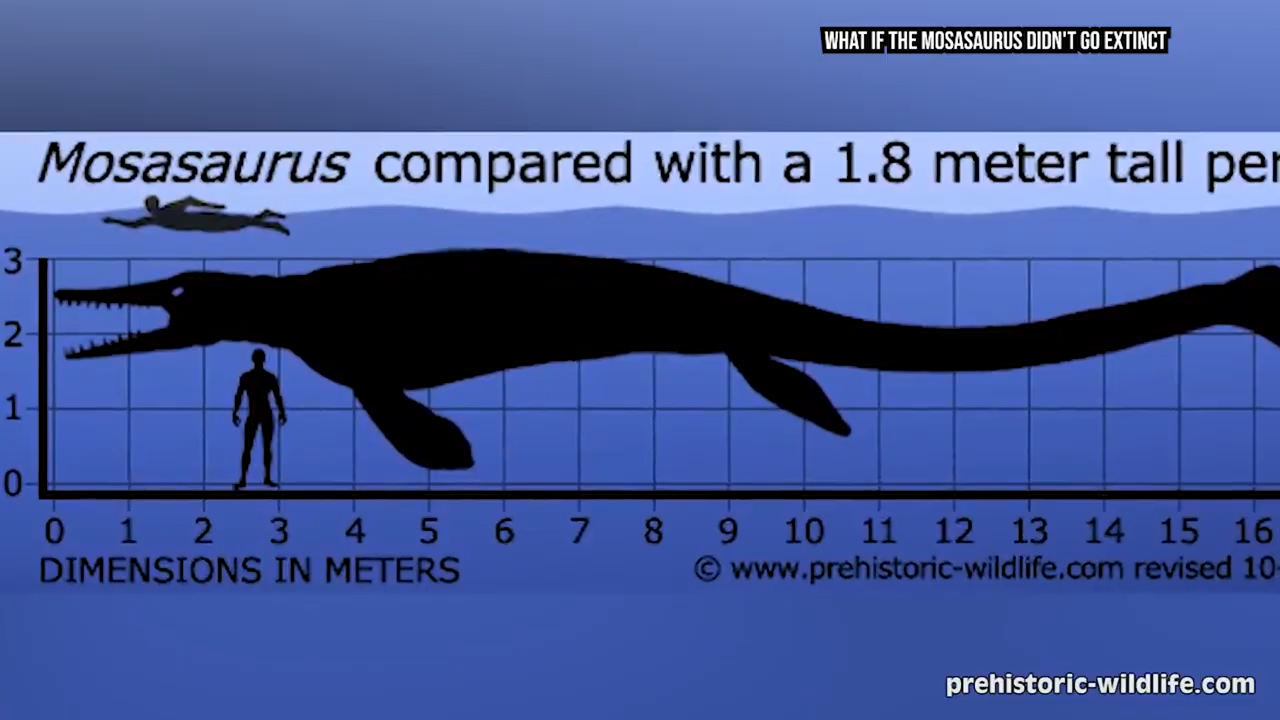 WHAT IF THE MOSASAURUS DIDN'T GO EXTINCT
Mosasaurus compared with a 1.8 meter tall per
3
2
1
0
0 1 2 3 4 5 6 7 8 9 10 11 12 13 14 15 16
DIMENSIONS IN METERS
© www.prehistoric-wildlife.com revised 10-
prehistoric-wildlife.com